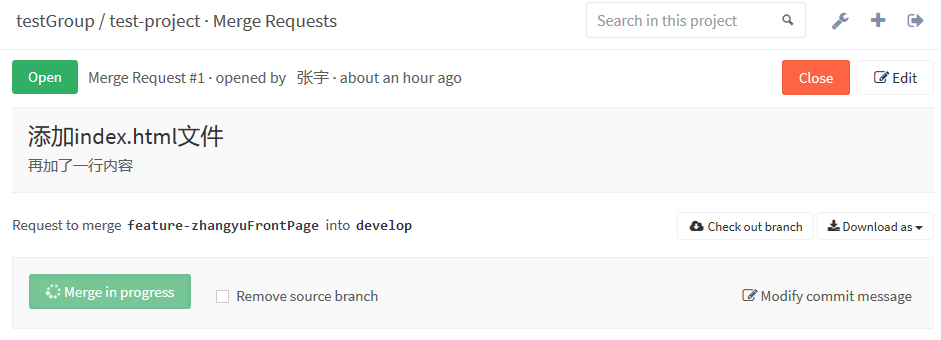 testGroup / test-project · Merge Requests Search in this project
Open Merge Request #1 · opened by 张宇 · about an hour ago Close Edit
添加index.html文件
再加了一行内容
Request to merge feature-zhangyuFrontPage into develop Check out branch Download as
Merge in progress Remove source branch Modify commit message